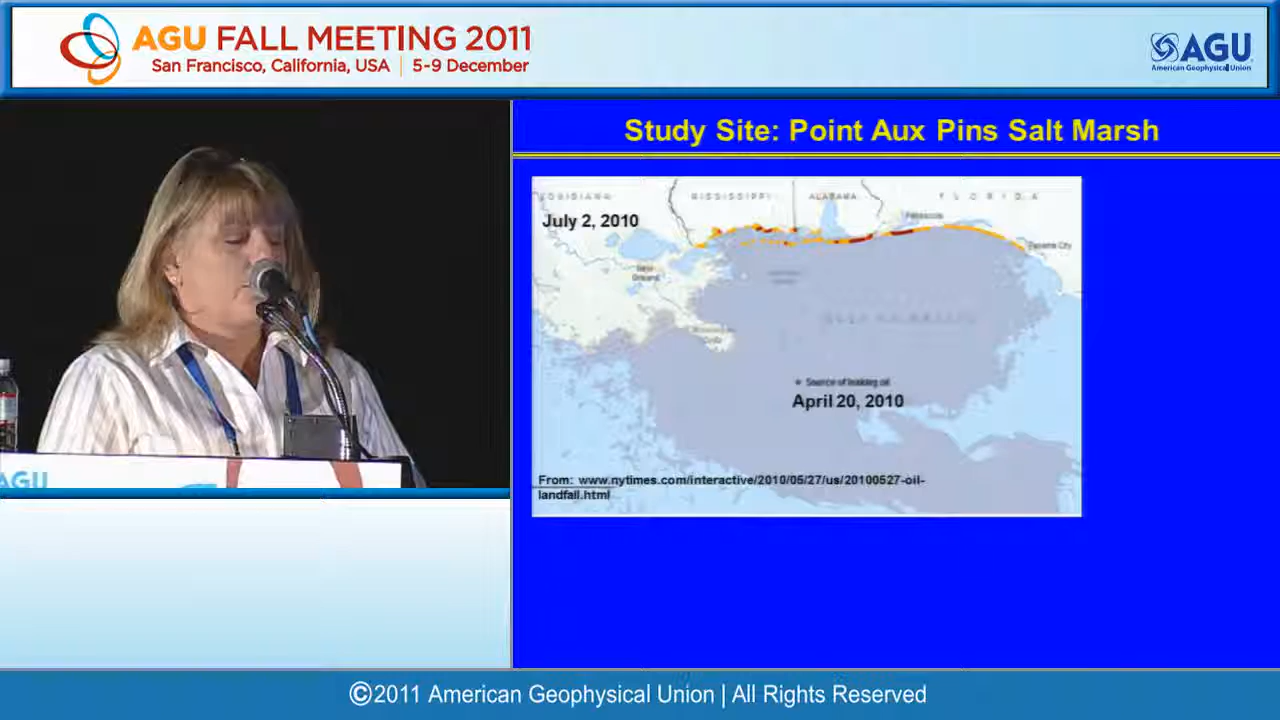 AGU FALL MEETING 2011
San Francisco, California, USA | 5-9 December
AGU
American Geophysical Union
Study Site: Point Aux Pins Salt Marsh
MISSISSIPPI
ALABAMA
FLORIDA
July 2, 2010
Pensacola
Panama City
New
Orleans
Source of leaking oil
April 20, 2010
From: www.nytimes.com/interactive/2010/05/27/us/20100527-oil-
landfall.html
AGU
©2011 American Geophysical Union | All Rights Reserved